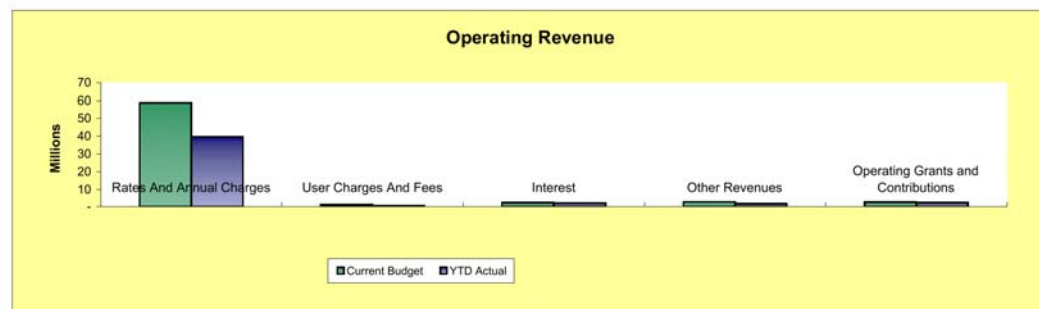 Operating Revenue
Millions
70
60
50
40
30
20
10
-
Rates And Annual Charges
User Charges And Fees
Interest
Other Revenues
Operating Grants and
Contributions
Current Budget
YTD Actual